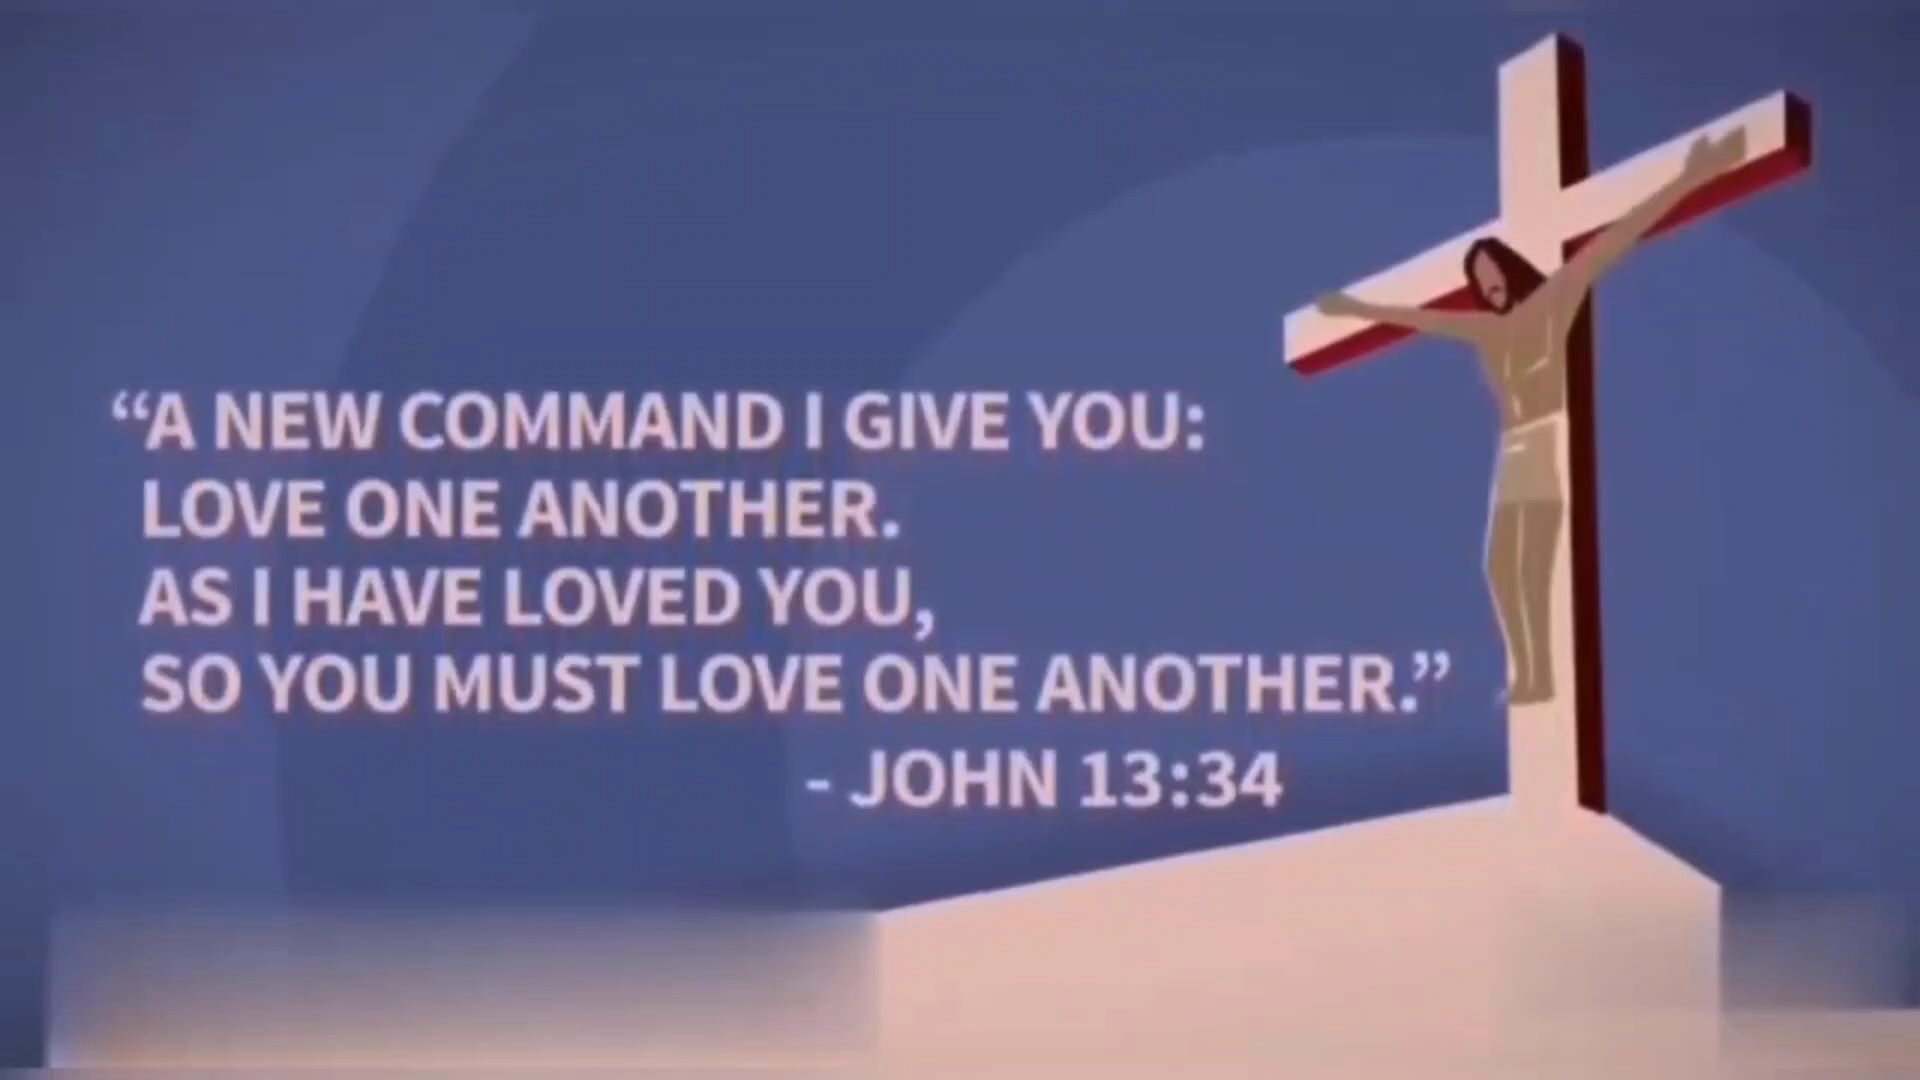 “A NEW COMMAND I GIVE YOU:
LOVE ONE ANOTHER.
AS I HAVE LOVED YOU,
SO YOU MUST LOVE ONE ANOTHER.”
- JOHN 13:34